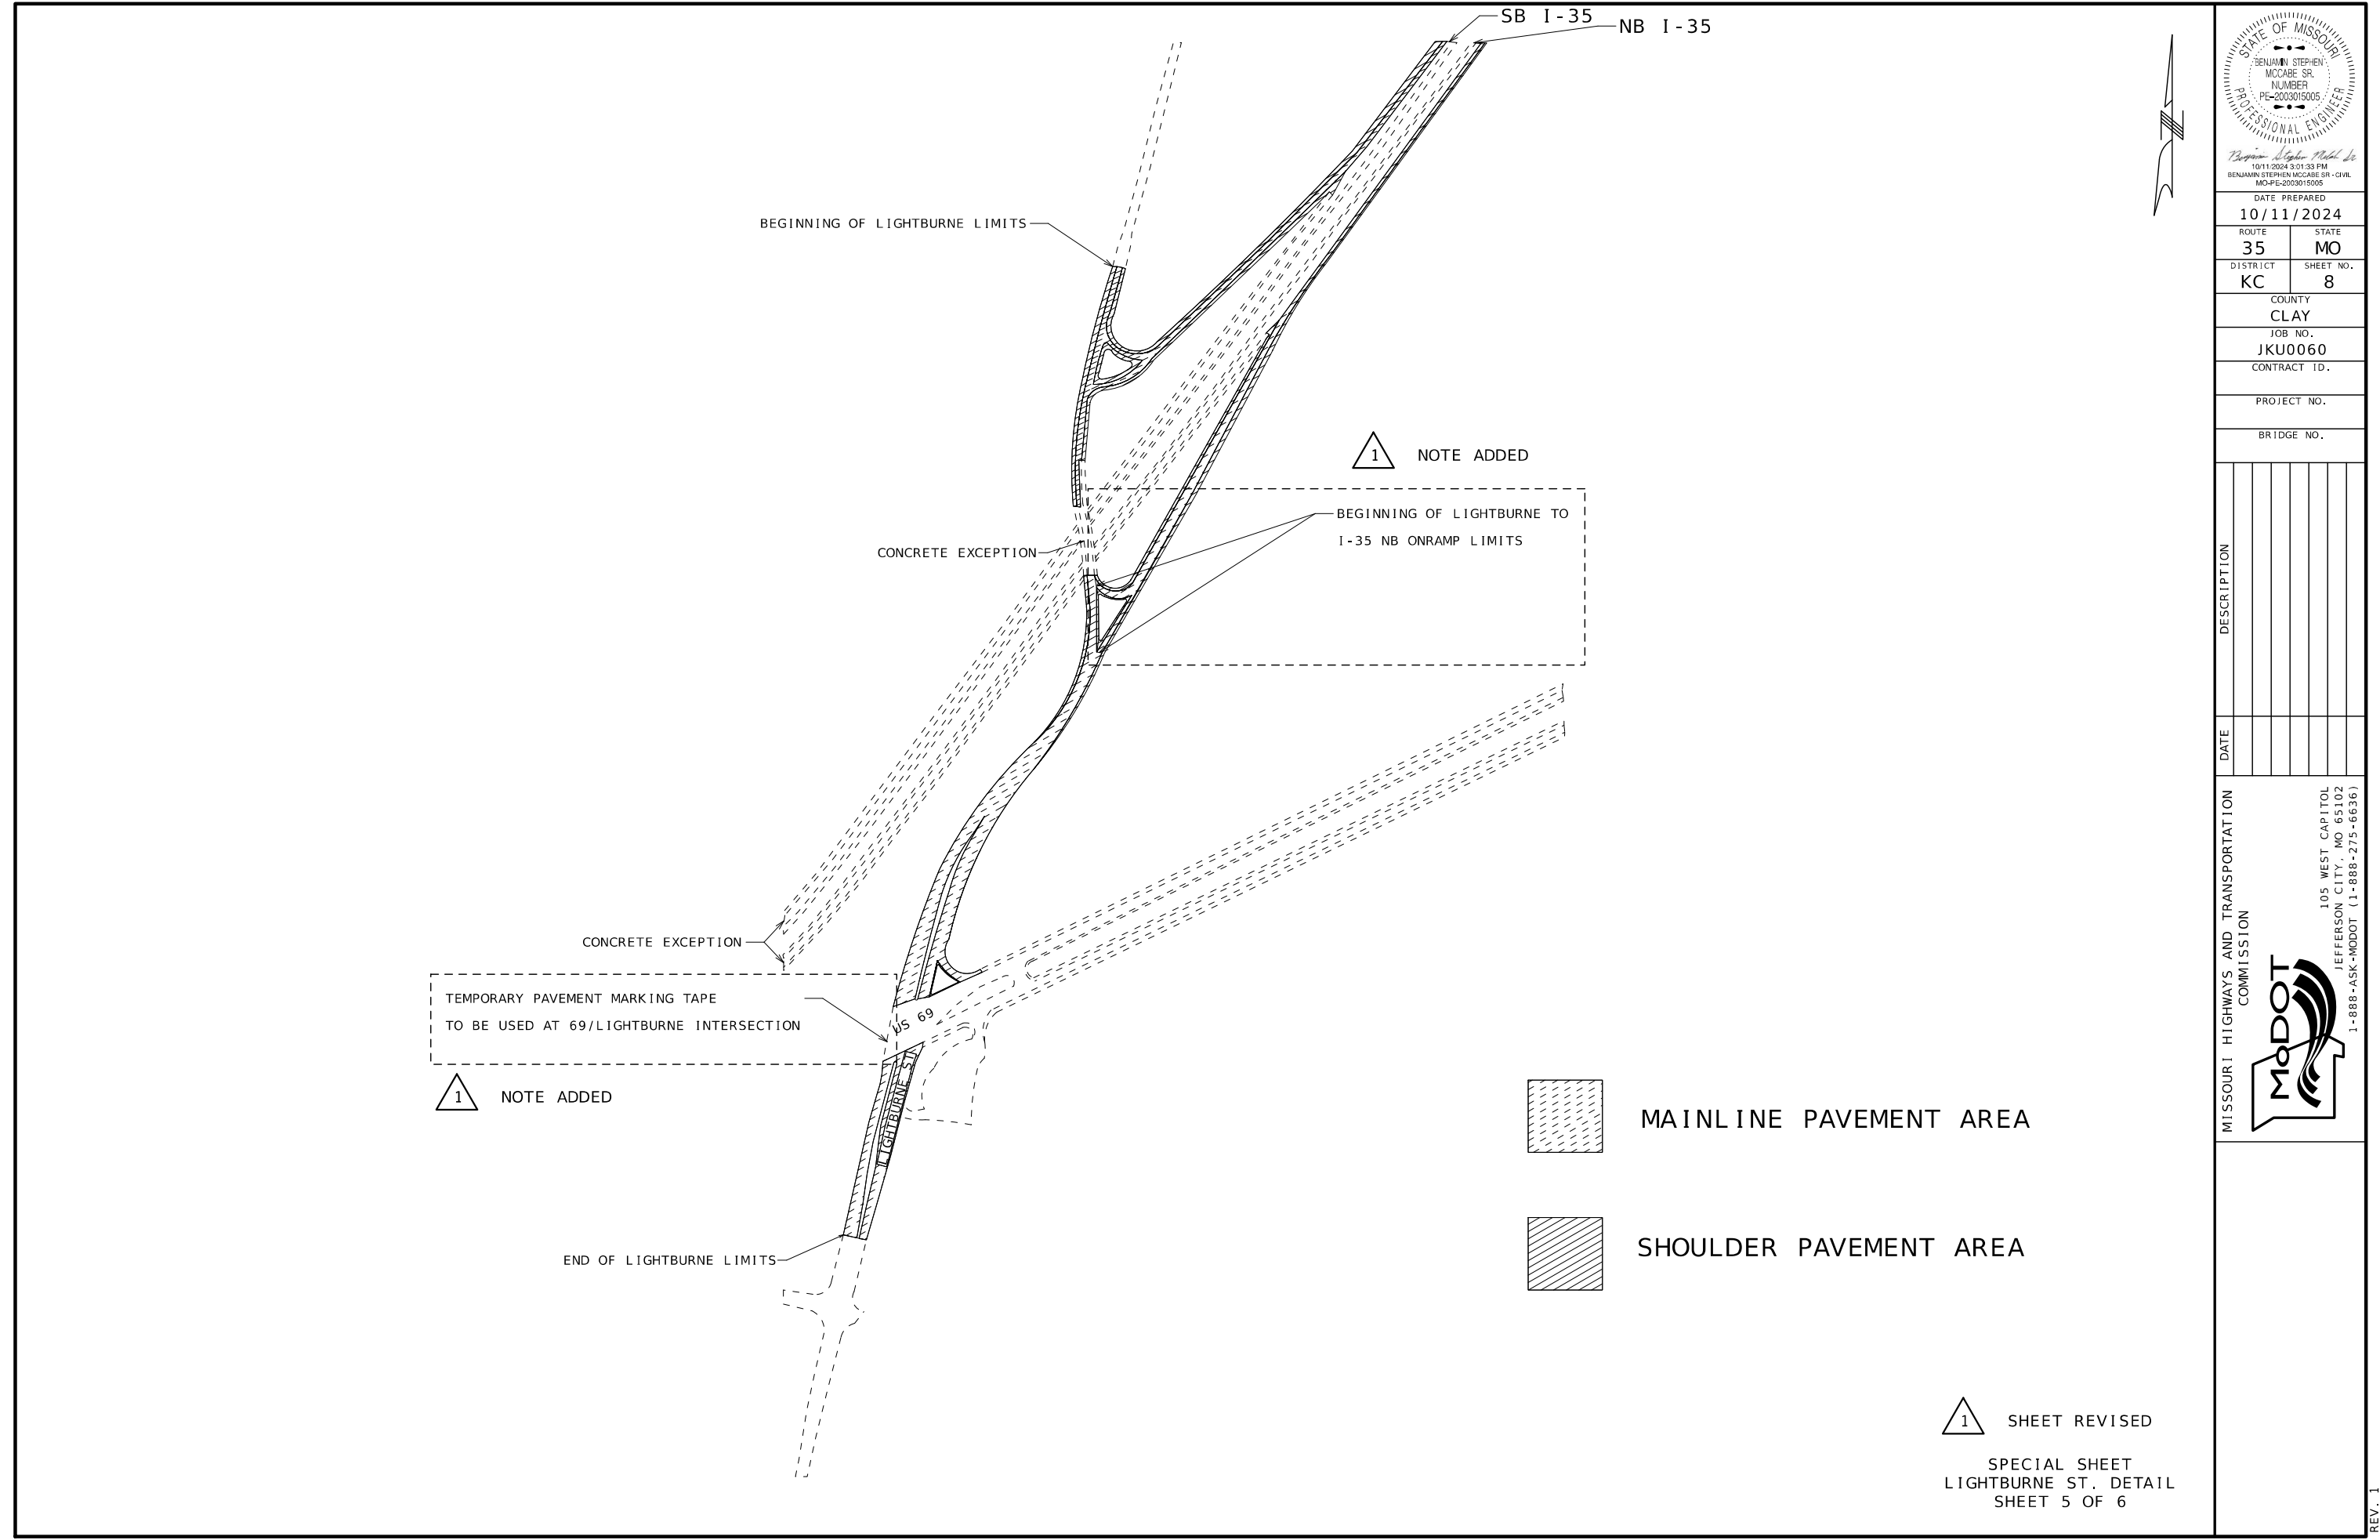 SB I-35
NB I-35
BEGINNING OF LIGHTBURNE LIMITS
1 NOTE ADDED
BEGINNING OF LIGHTBURNE TO
I-35 NB ONRAMP LIMITS
CONCRETE EXCEPTION
CONCRETE EXCEPTION
TEMPORARY PAVEMENT MARKING TAPE
TO BE USED AT 69/LIGHTBURNE INTERSECTION
US 69
LIGHTBURNE ST
1 NOTE ADDED
END OF LIGHTBURNE LIMITS
MAINLINE PAVEMENT AREA
SHOULDER PAVEMENT AREA
1 SHEET REVISED
SPECIAL SHEET
LIGHTBURNE ST. DETAIL
SHEET 5 OF 6
N
STATE OF MISSOURI
BENJAMIN STEPHEN
MCCABE SR.
NUMBER
PE-2003015005
PROFESSIONAL ENGINEER
10/11/2024 3:01:33 PM
BENJAMIN STEPHEN MCCABE SR - CIVIL
MO-PE-2003015005
DATE PREPARED
10/11/2024
ROUTE STATE
35 MO
DISTRICT SHEET NO.
KC 8
COUNTY
CLAY
JOB NO.
JKU0060
CONTRACT ID.
PROJECT NO.
BRIDGE NO.
DESCRIPTION
DATE
MISSOURI HIGHWAYS AND TRANSPORTATION
COMMISSION
MoDOT
105 WEST CAPITOL
JEFFERSON CITY, MO 65102
1-888-ASK-MODOT (1-888-275-6636)
REV. 1